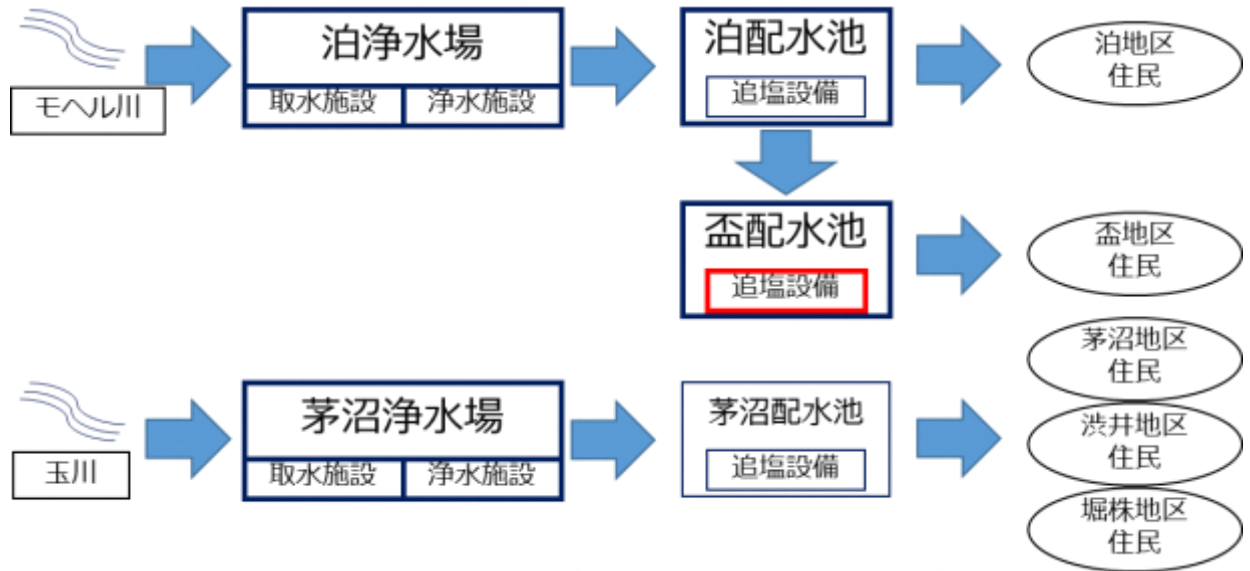 モヘル川
泊浄水場
取水施設
浄水施設
泊配水池
追塩設備
泊地区
住民
盃配水池
追塩設備
盃地区
住民
玉川
茅沼浄水場
取水施設
浄水施設
茅沼配水池
追塩設備
茅沼地区
住民
渋井地区
住民
堀株地区
住民